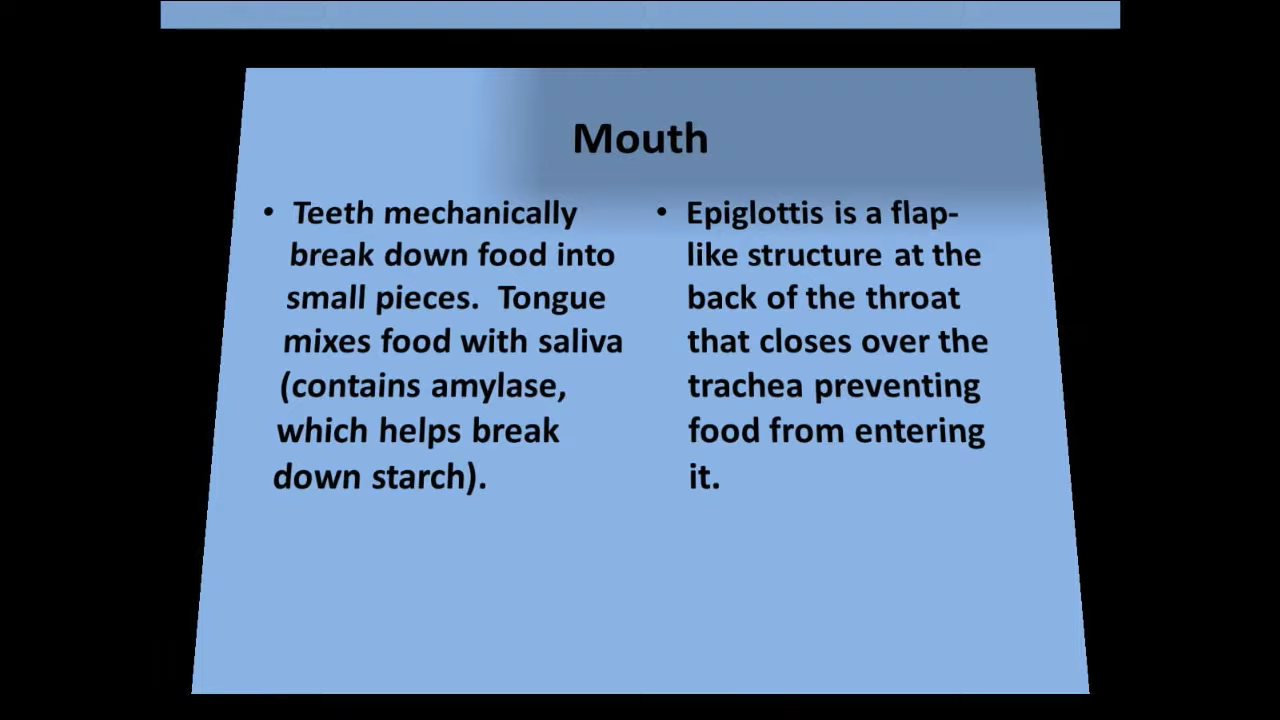 Mouth
• Teeth mechanically
break down food into
small pieces.  Tongue
mixes food with saliva
(contains amylase,
which helps break
down starch).
• Epiglottis is a flap-
like structure at the
back of the throat
that closes over the
trachea preventing
food from entering
it.